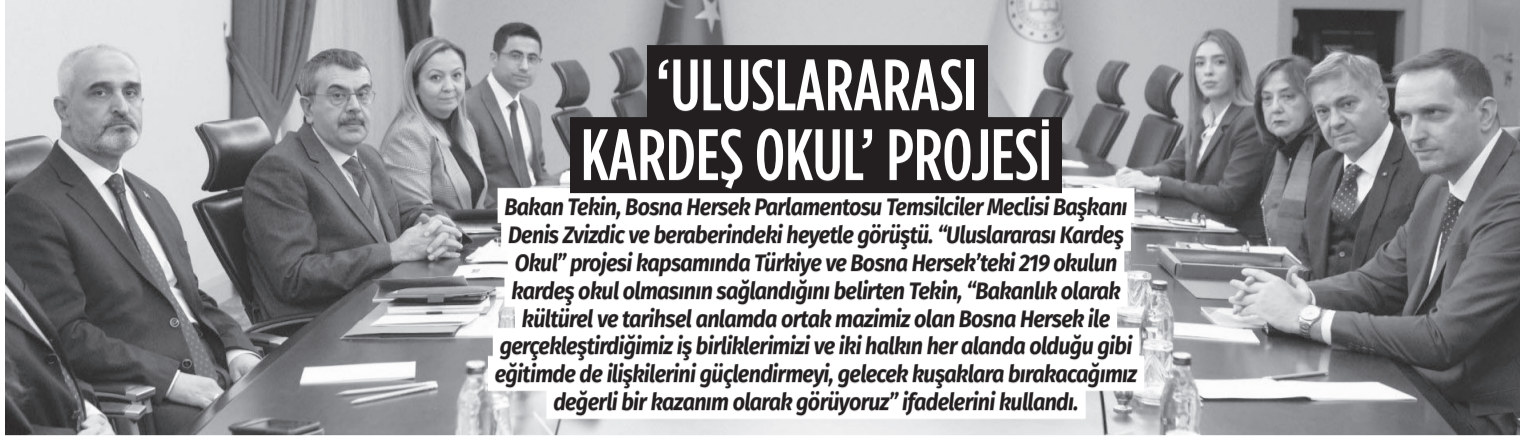 ‘ULUSLARARASI
KARDEŞ OKUL’ PROJESİ
Bakan Tekin, Bosna Hersek Parlamentosu Temsilciler Meclisi Başkanı
Denis Zvizdic ve beraberindeki heyetle görüştü. “Uluslararası Kardeş
Okul” projesi kapsamında Türkiye ve Bosna Hersek’teki 219 okulun
kardeş okul olmasının sağlandığını belirten Tekin, “Bakanlık olarak
kültürel ve tarihsel anlamda ortak mazimiz olan Bosna Hersek ile
gerçekleştirdiğimiz iş birliklerimizi ve iki halkın her alanda olduğu gibi
eğitimde de ilişkilerini güçlendirmeyi, gelecek kuşaklara bırakacağımız
değerli bir kazanım olarak görüyoruz” ifadelerini kullandı.